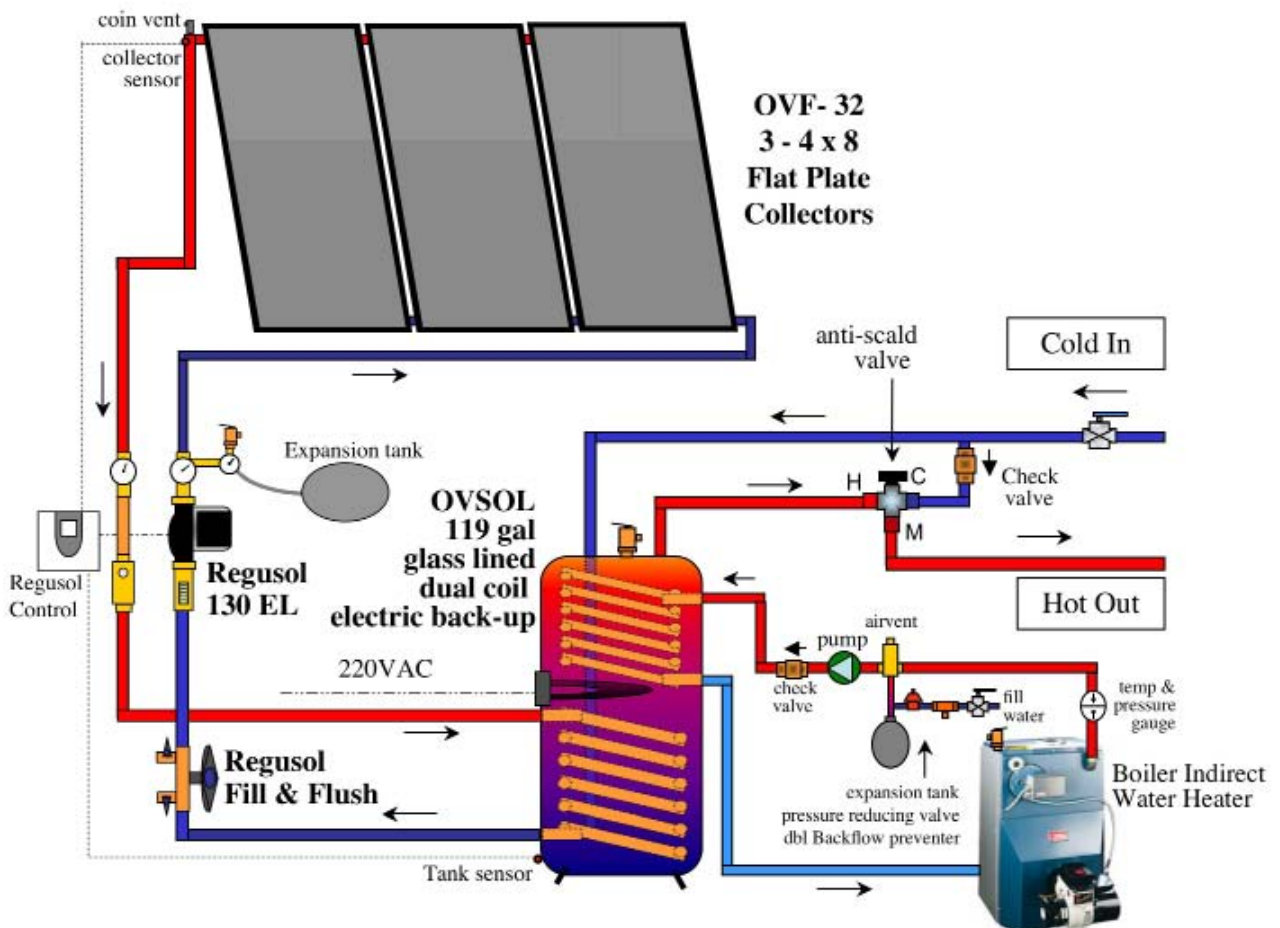 coin vent
collector
sensor
OVF- 32
3 - 4 x 8
Flat Plate
Collectors
anti-scald
valve
Cold In
Expansion tank
H
C
M
Check
valve
OVSOL
119 gal
glass lined
dual coil
electric back-up
Regusol
Control
Regusol
130 EL
Hot Out
220VAC
pump
airvent
check
valve
fill
water
temp &
pressure
gauge
Regusol
Fill & Flush
expansion tank
pressure reducing valve
dbl Backflow preventer
Boiler Indirect
Water Heater
Tank sensor